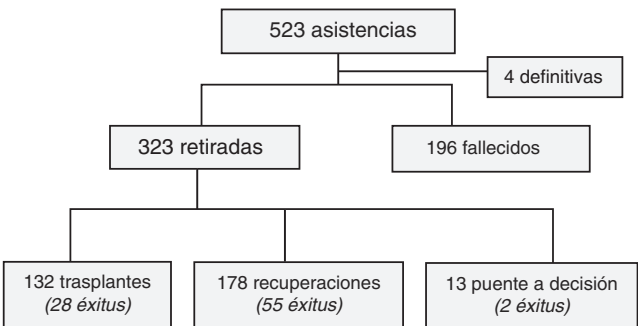 523 asistencias
4 definitivas
323 retiradas
196 fallecidos
132 trasplantes
(28 éxitus)
178 recuperaciones
(55 éxitus)
13 puente a decisión
(2 éxitus)